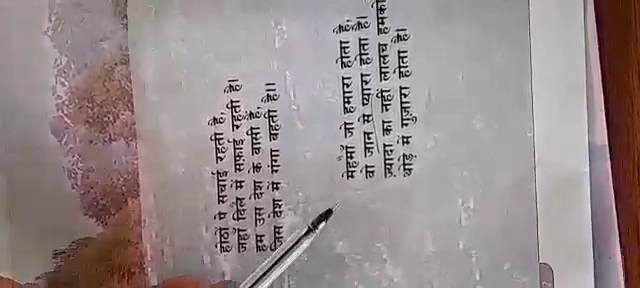 होठों पे सचाई रहती है,
जहाँ दिल में सफ़ाई रहती है।
हम उस देश के वासी हैं,
जिस देश में गंगा बहती है।।
मेहमाँ जो हमारा होता है,
वो जान से प्यारा होता है।
ज़्यादा का नहीं लालच हमको
थोड़े में गुज़ारा होता है।